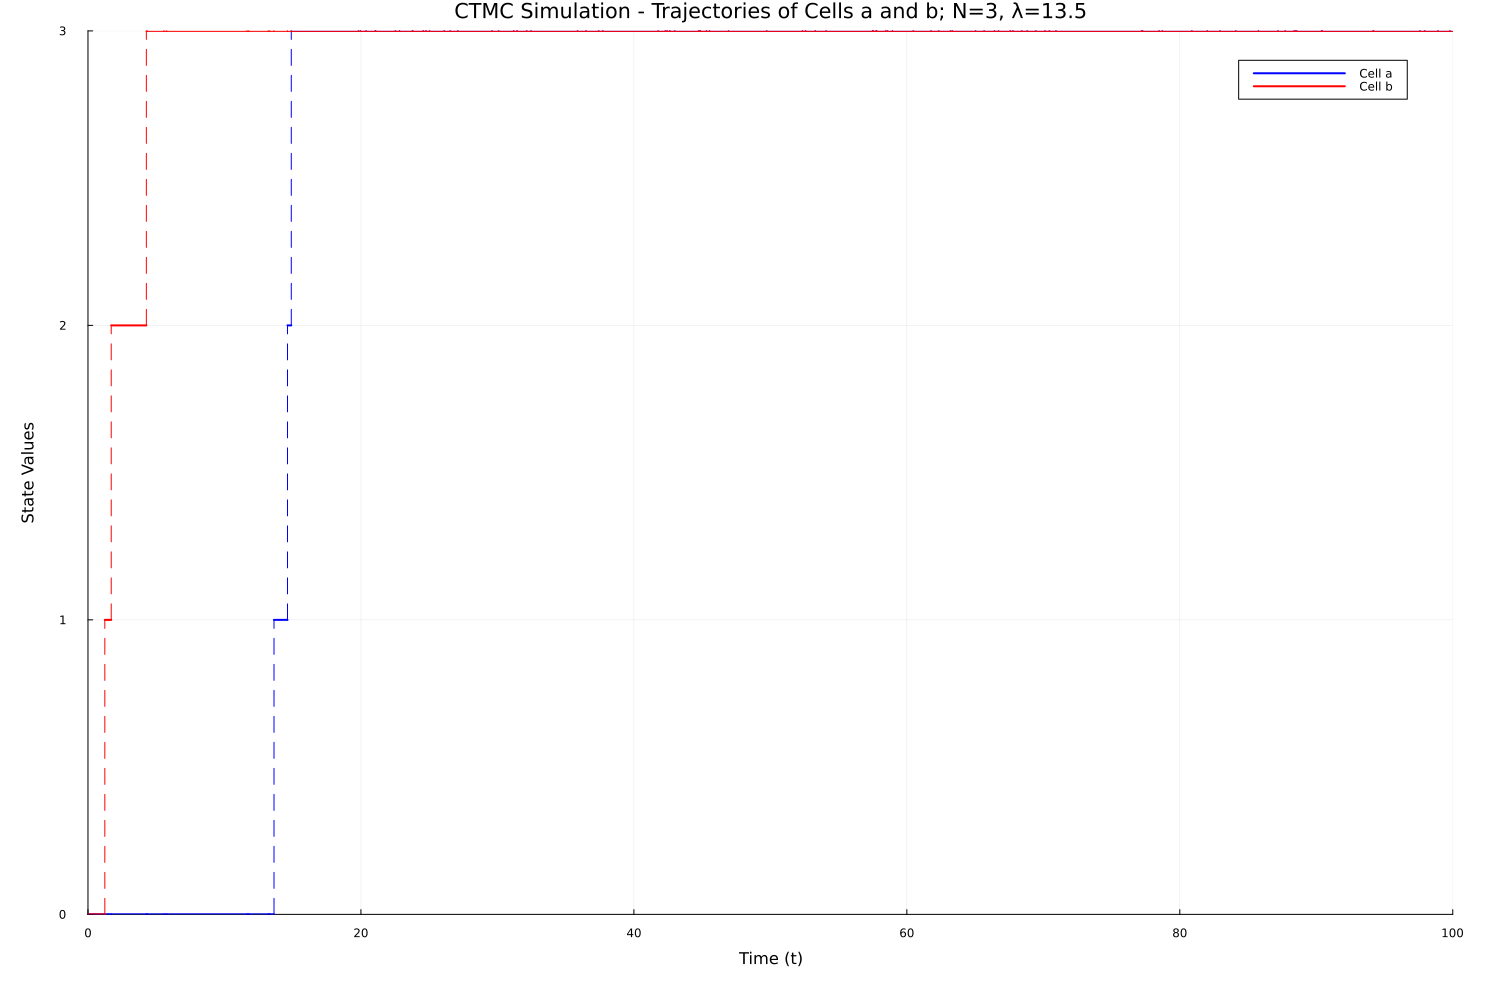 CTMC Simulation - Trajectories of Cells a and b; N=3, λ=13.5
3
Cell a
Cell b
2
State Values
1
0
0 20 40 60 80 100
Time (t)